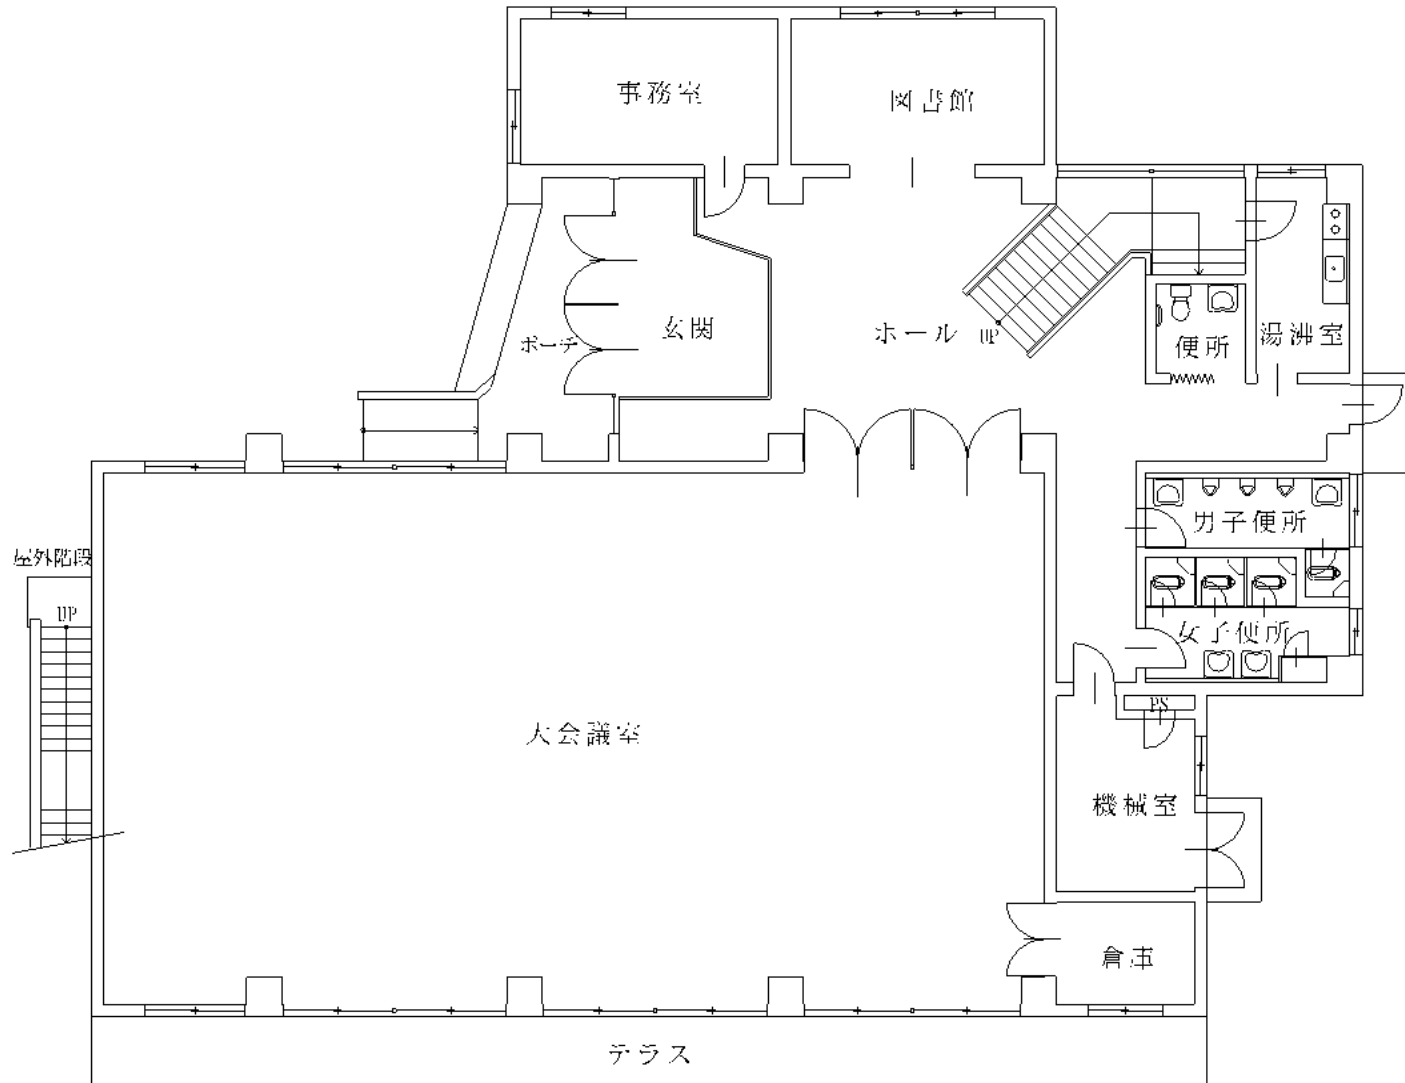 事務室
図書館
玄関
ポーチ
ホール
UP
便所
湯沸室
男子便所
屋外階段
UP
女子便所
PS
大会議室
機械室
倉庫
テラス